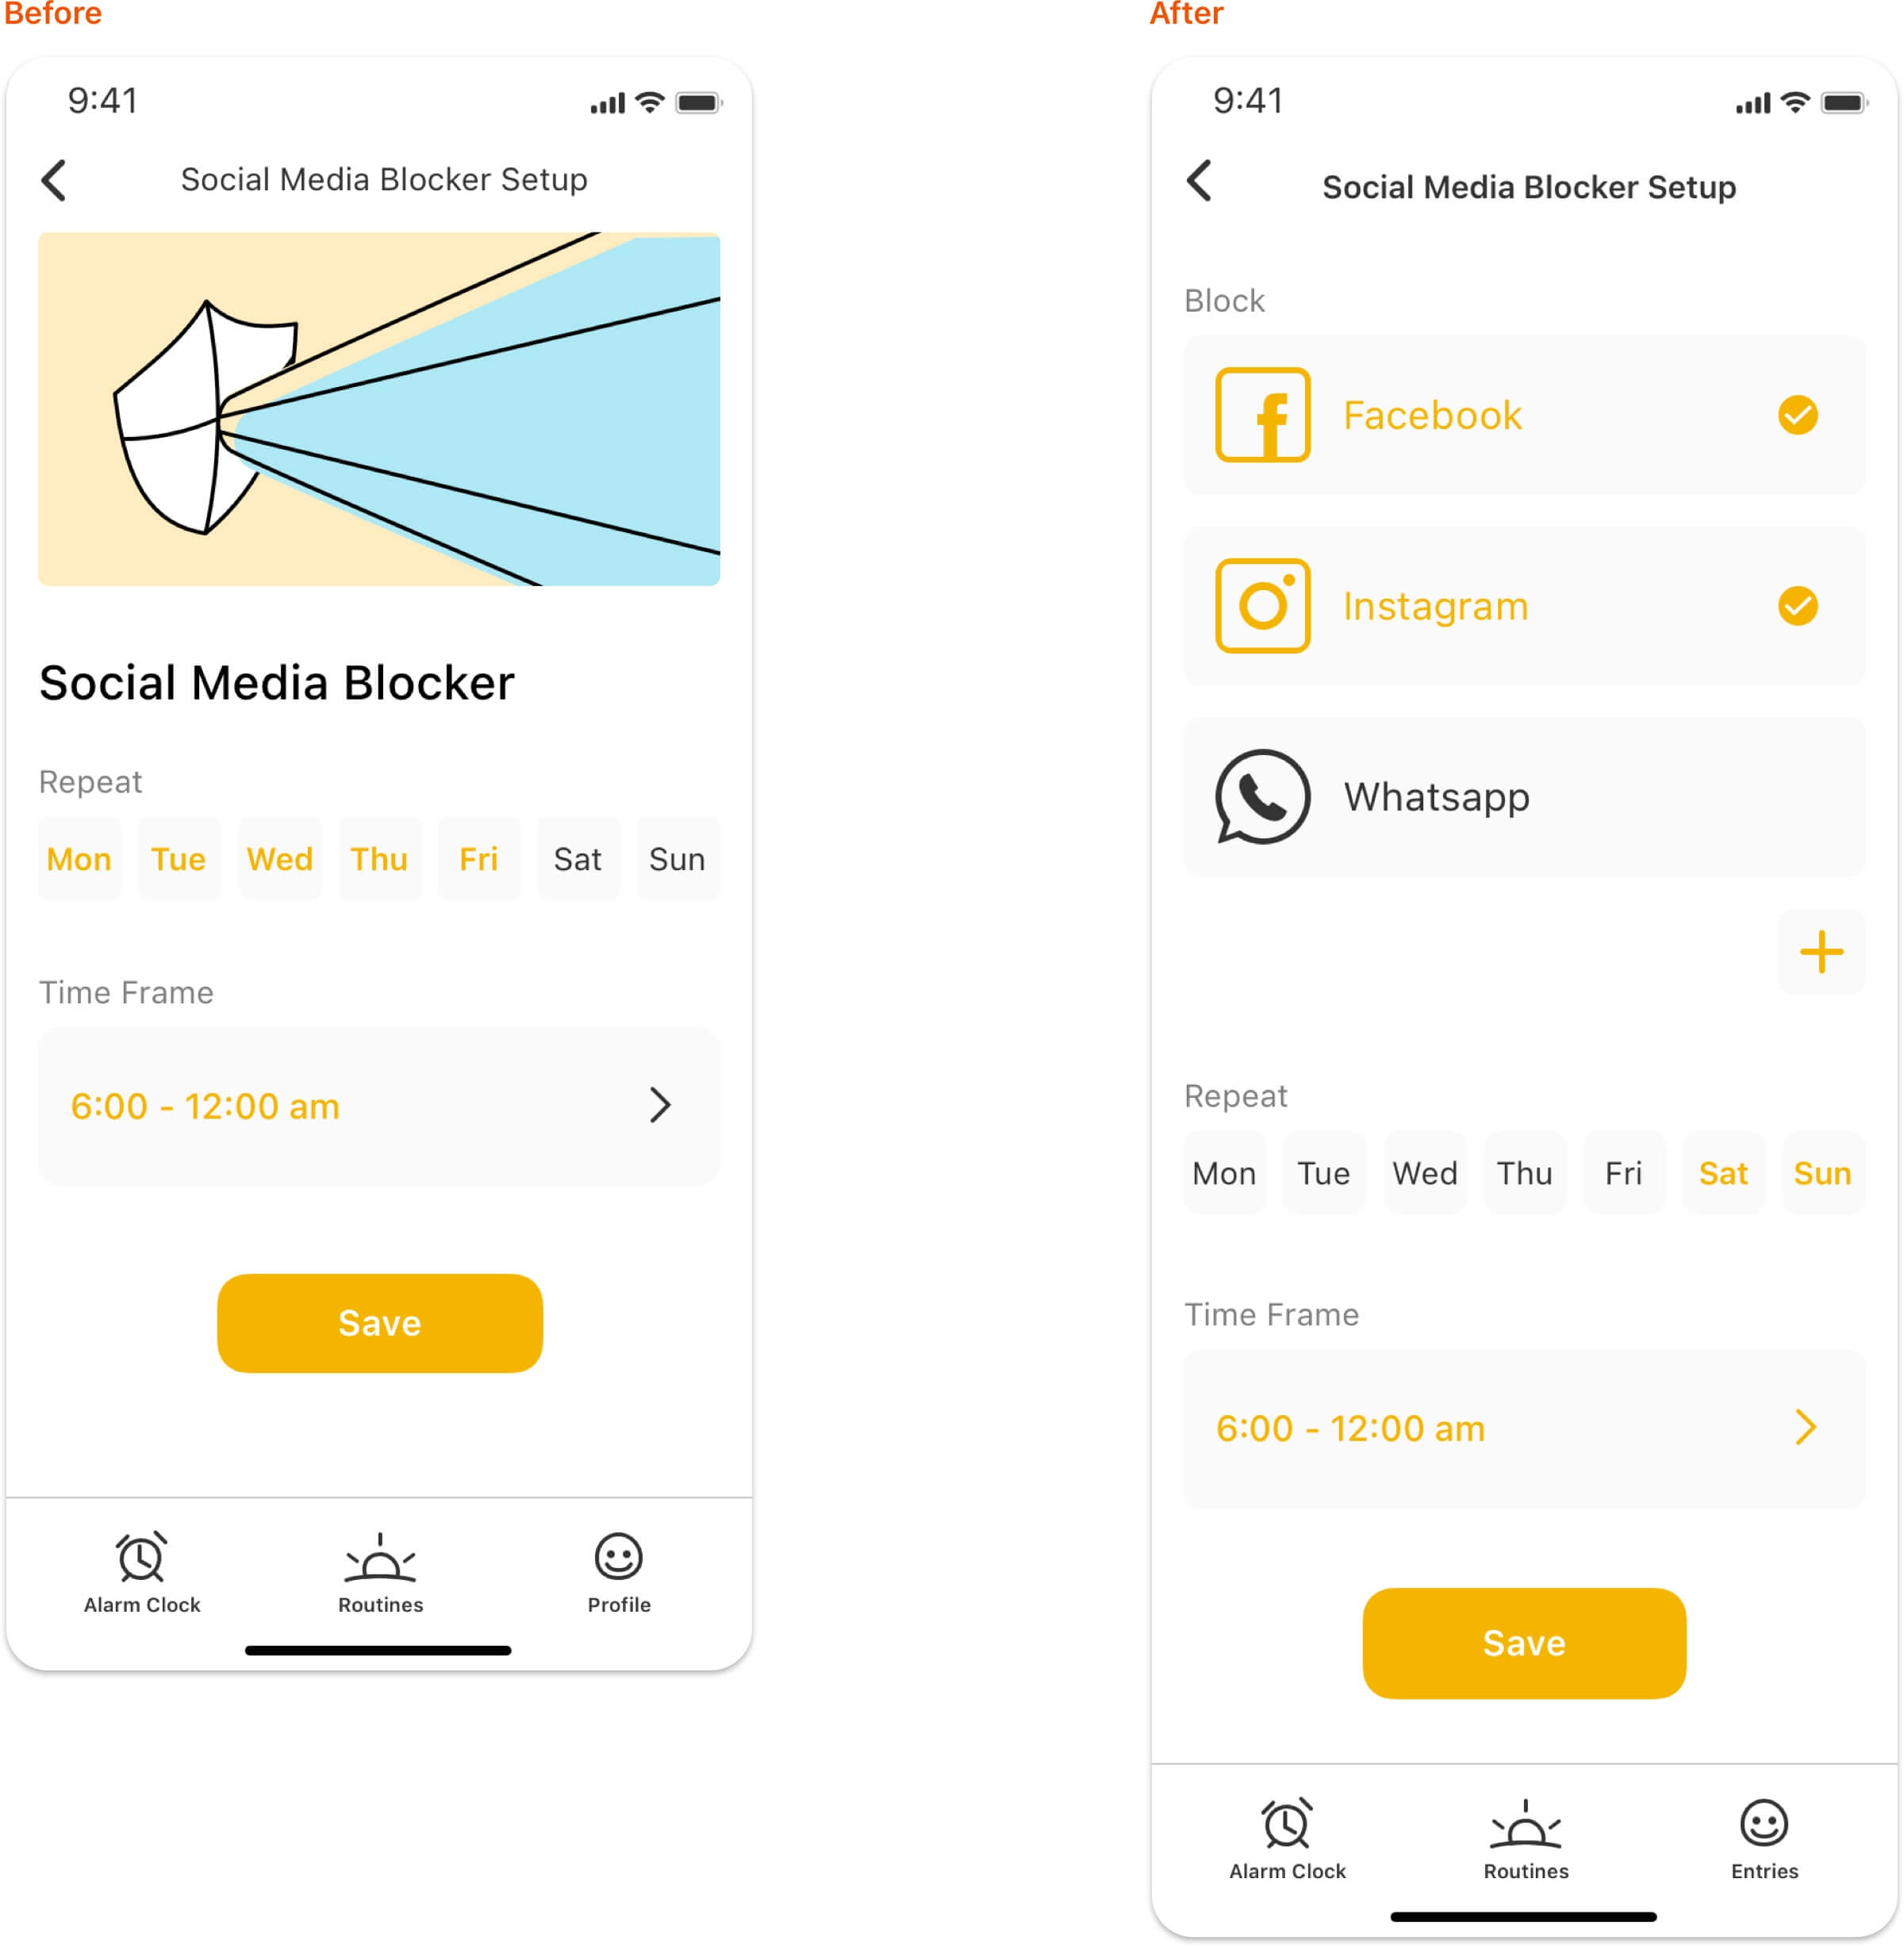 Before
9:41
Social Media Blocker Setup
Social Media Blocker
Repeat
Mon Tue Wed Thu Fri Sat Sun
Time Frame
6:00 - 12:00 am
Save
Alarm Clock Routines Profile
After
9:41
Social Media Blocker Setup
Block
Facebook
Instagram
Whatsapp
Repeat
Mon Tue Wed Thu Fri Sat Sun
Time Frame
6:00 - 12:00 am
Save
Alarm Clock Routines Entries